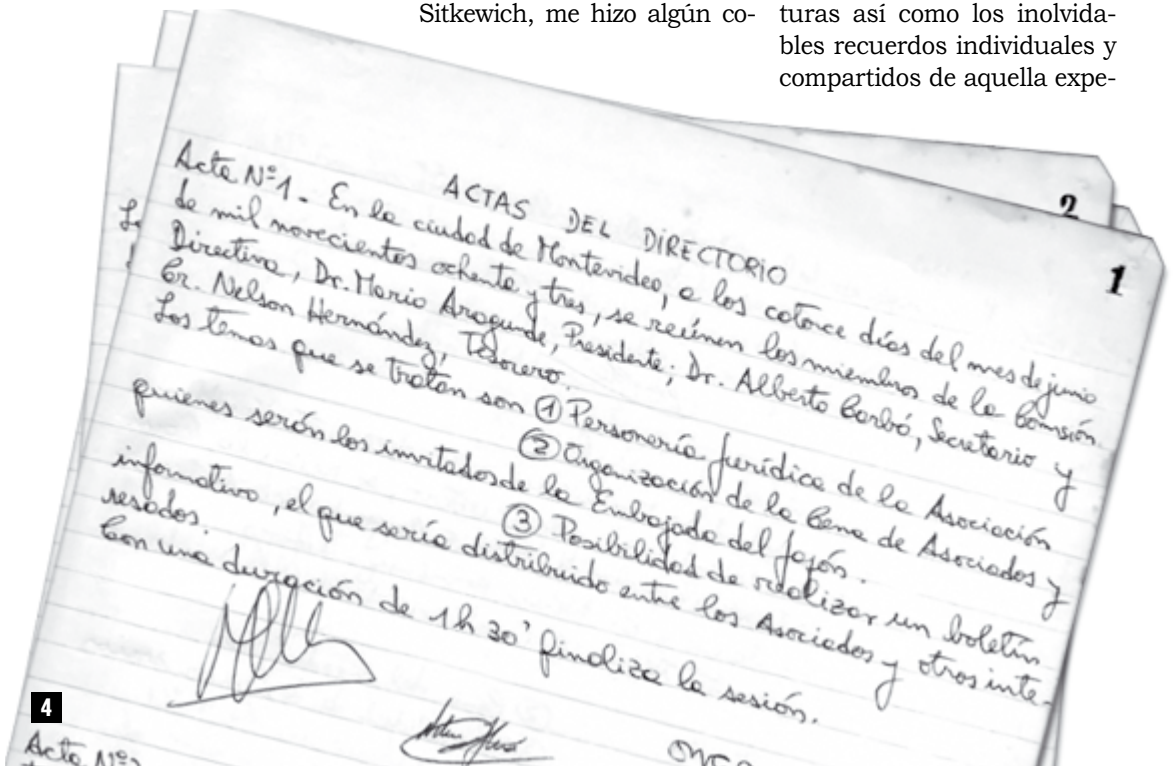 Sitkewich, me hizo algún co-
turas así como los inolvida-
bles recuerdos individuales y
compartidos de aquella expe-
2
1
ACTAS DEL DIRECTORIO
Acta Nº1 - En la ciudad de Montevideo, a los catorce días del mes de junio
de mil novecientos ochenta y tres, se reúnen los miembros de la Comisión
Directiva, Dr. Mario Aragunde, Presidente; Dr. Alberto Carbó, Secretario y
Cr. Nelson Hernández, Tesorero.
Los temas que se tratan son ① Personería jurídica de la Asociación
② Organización de la Cena de Asociados y
quienes serán los invitados de la Embajada del Japón.
③ Posibilidad de realizar un boletín
informativo, el que sería distribuido entre los Asociados y otros inte-
resados.
Con una duración de 1h 30' finaliza la sesión.
4
Acta Nº2